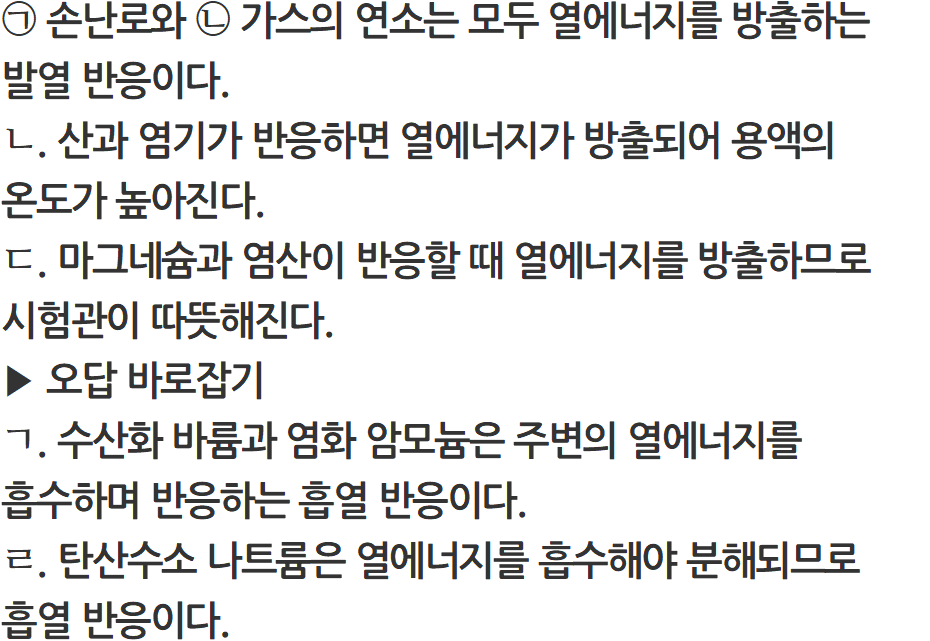 ㉠ 손난로와 ㉡ 가스의 연소는 모두 열에너지를 방출하는
발열 반응이다.
ㄴ. 산과 염기가 반응하면 열에너지가 방출되어 용액의
온도가 높아진다.
ㄷ. 마그네슘과 염산이 반응할 때 열에너지를 방출하므로
시험관이 따뜻해진다.
▶ 오답 바로잡기
ㄱ. 수산화 바륨과 염화 암모늄은 주변의 열에너지를
흡수하며 반응하는 흡열 반응이다.
ㄹ. 탄산수소 나트륨은 열에너지를 흡수해야 분해되므로
흡열 반응이다.